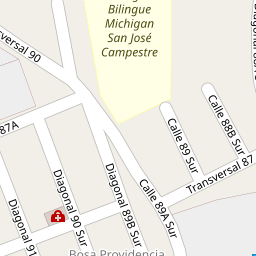 Bilingue
Michigan
San José
Campestre
Transversal 90
87A
Calle 89 Sur
Calle 88B Sur
Transversal 87
Diagonal 90 Sur
Diagonal 89B Sur
Calle 89A Sur
Diagonal 91
Bosa Providencia